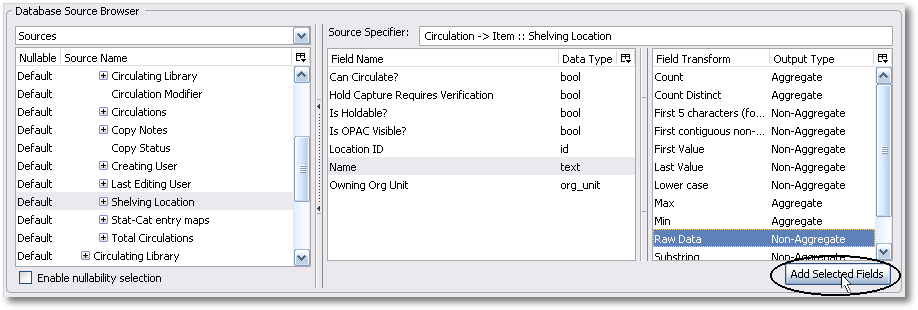 Database Source Browser
Sources
Source Specifier: Circulation -> Item :: Shelving Location
Nullable Source Name
Default Circulating Library
Default Circulation Modifier
Default Circulations
Default Copy Notes
Default Copy Status
Default Creating User
Default Last Editing User
Default Shelving Location
Default Stat-Cat entry maps
Default Total Circulations
Default Circulating Library
Enable nullability selection
Field Name Data Type
Can Circulate? bool
Hold Capture Requires Verification bool
Is Holdable? bool
Is OPAC Visible? bool
Location ID id
Name text
Owning Org Unit org_unit
Field Transform Output Type
Count Aggregate
Count Distinct Aggregate
First 5 characters (fo... Non-Aggregate
First contiguous non-... Non-Aggregate
First Value Non-Aggregate
Last Value Non-Aggregate
Lower case Non-Aggregate
Max Aggregate
Min Aggregate
Raw Data Non-Aggregate
Substring Non-Aggregate
Add Selected Fields